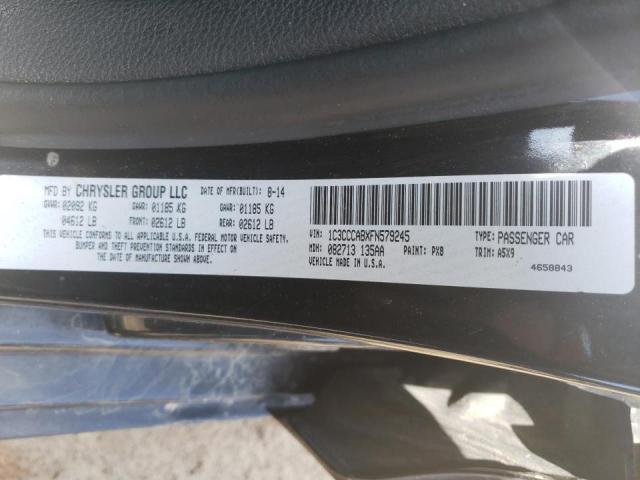 MFD BY CHRYSLER GROUP LLC DATE OF MFR(BUILT): 8-14
GVWR: 02092 KG GAWR: 01185 KG GAWR: 01185 KG
04612 LB FRONT: 02612 LB REAR: 02612 LB
THIS VEHICLE CONFORMS TO ALL APPLICABLE U.S.A. FEDERAL MOTOR VEHICLE SAFETY,
BUMPER AND THEFT PREVENTION STANDARDS IN EFFECT ON
THE DATE OF MANUFACTURE SHOWN ABOVE.
VIN: 1C3CCCABXFN579245 TYPE: PASSENGER CAR
MDH: 082713 135AA PAINT: PX8 TRIM: A5X9
VEHICLE MADE IN U.S.A.
4658843